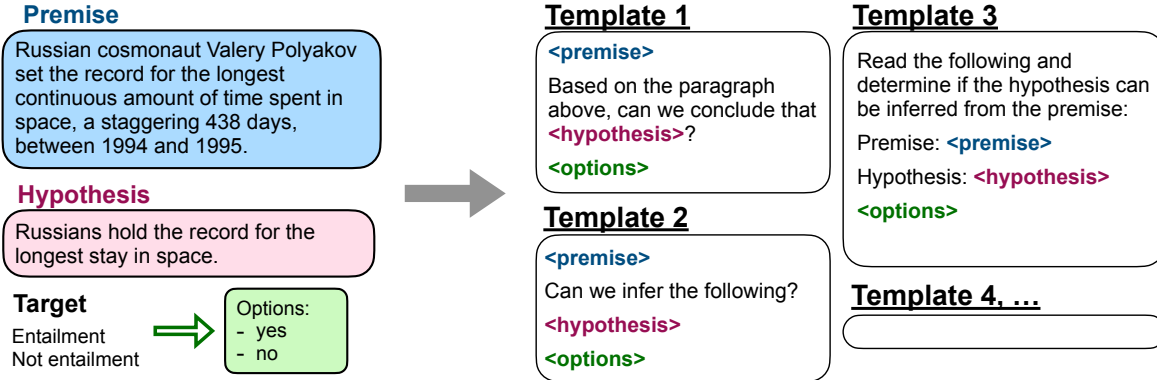 Premise
Russian cosmonaut Valery Polyakov
set the record for the longest
continuous amount of time spent in
space, a staggering 438 days,
between 1994 and 1995.
Hypothesis
Russians hold the record for the
longest stay in space.
Target
Entailment
Not entailment
Options:
- yes
- no
Template 1
<premise>
Based on the paragraph
above, can we conclude that
<hypothesis>?
<options>
Template 2
<premise>
Can we infer the following?
<hypothesis>
<options>
Template 3
Read the following and
determine if the hypothesis can
be inferred from the premise:
Premise: <premise>
Hypothesis: <hypothesis>
<options>
Template 4, …